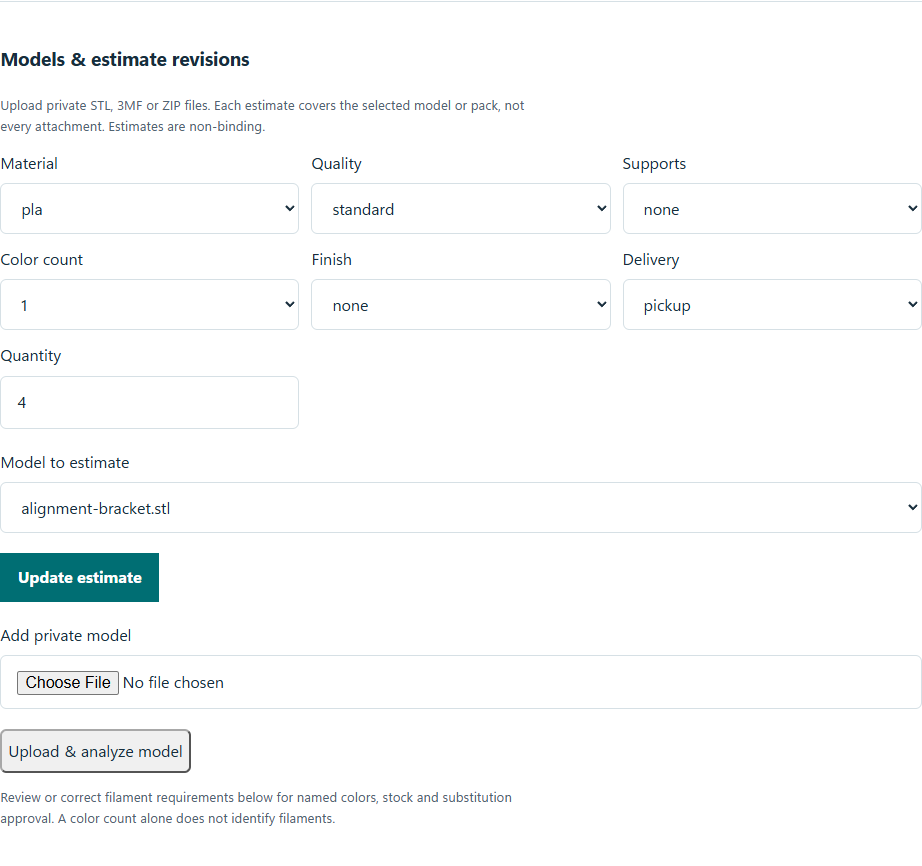 Models & estimate revisions
Upload private STL, 3MF or ZIP files. Each estimate covers the selected model or pack, not
every attachment. Estimates are non-binding.
Material
Quality
Supports
pla
standard
none
Color count
Finish
Delivery
1
none
pickup
Quantity
4
Model to estimate
alignment-bracket.stl
Update estimate
Add private model
Choose File No file chosen
Upload & analyze model
Review or correct filament requirements below for named colors, stock and substitution
approval. A color count alone does not identify filaments.